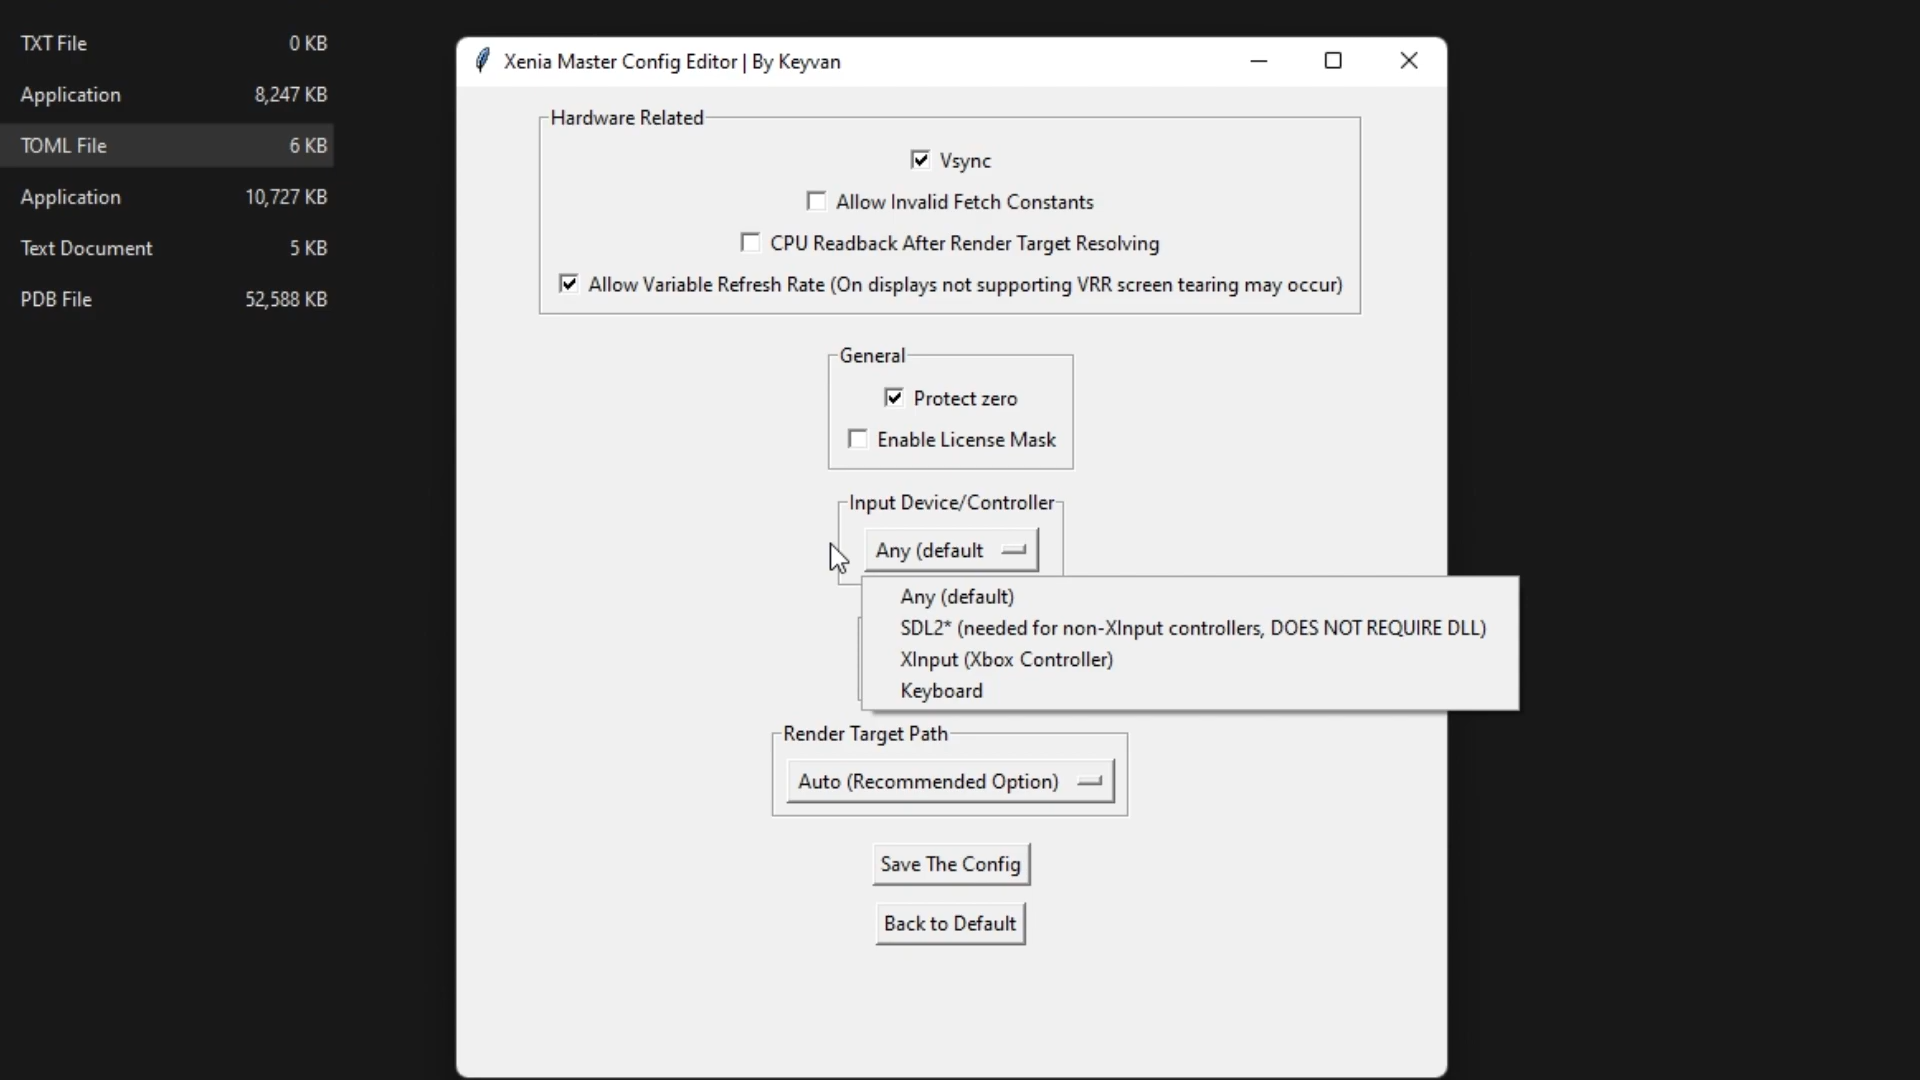 TXT File 0 KB
Application 8,247 KB
TOML File 6 KB
Application 10,727 KB
Text Document 5 KB
PDB File 52,588 KB
Xenia Master Config Editor | By Keyvan
Hardware Related
Vsync
Allow Invalid Fetch Constants
CPU Readback After Render Target Resolving
Allow Variable Refresh Rate (On displays not supporting VRR screen tearing may occur)
General
Protect zero
Enable License Mask
Input Device/Controller
Any (default
Any (default)
SDL2* (needed for non-XInput controllers, DOES NOT REQUIRE DLL)
XInput (Xbox Controller)
Keyboard
Render Target Path
Auto (Recommended Option)
Save The Config
Back to Default